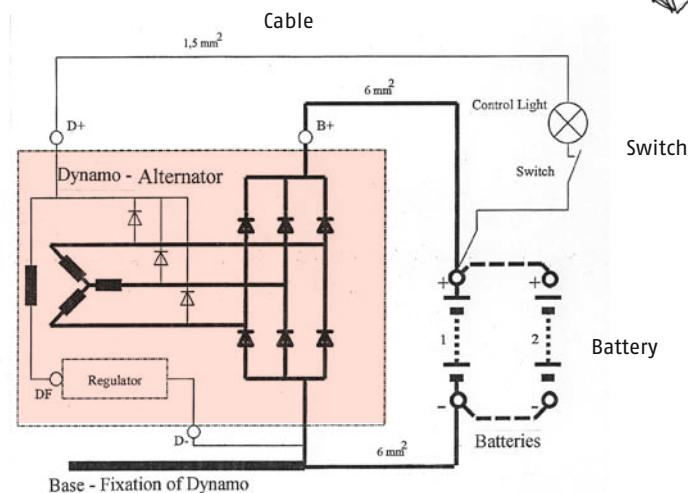 Cable
1,5 mm²
6 mm²
Control Light
D+
B+
Switch
Dynamo - Alternator
Switch
+
+
1
2
Battery
Regulator
DF
-
-
D-
Batteries
6 mm²
Base - Fixation of Dynamo